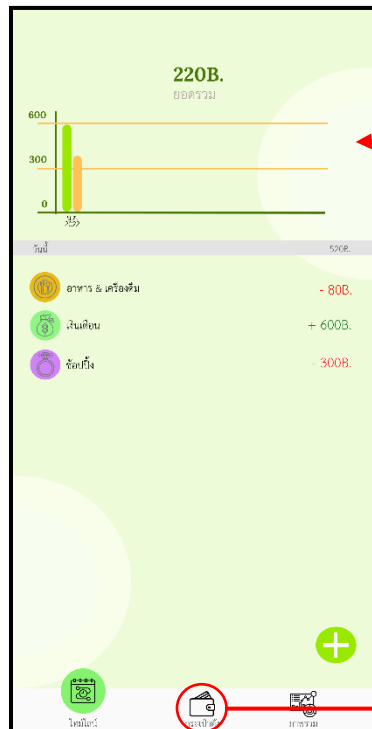 220B.
ยอดรวม
600
300
0
วันนี้ 520B.
อาหาร & เครื่องดื่ม - 80B.
เงินเดือน + 600B.
ช้อปปิ้ง - 300B.
ไทม์ไลน์ กระเป๋าตัง ภาพรวม